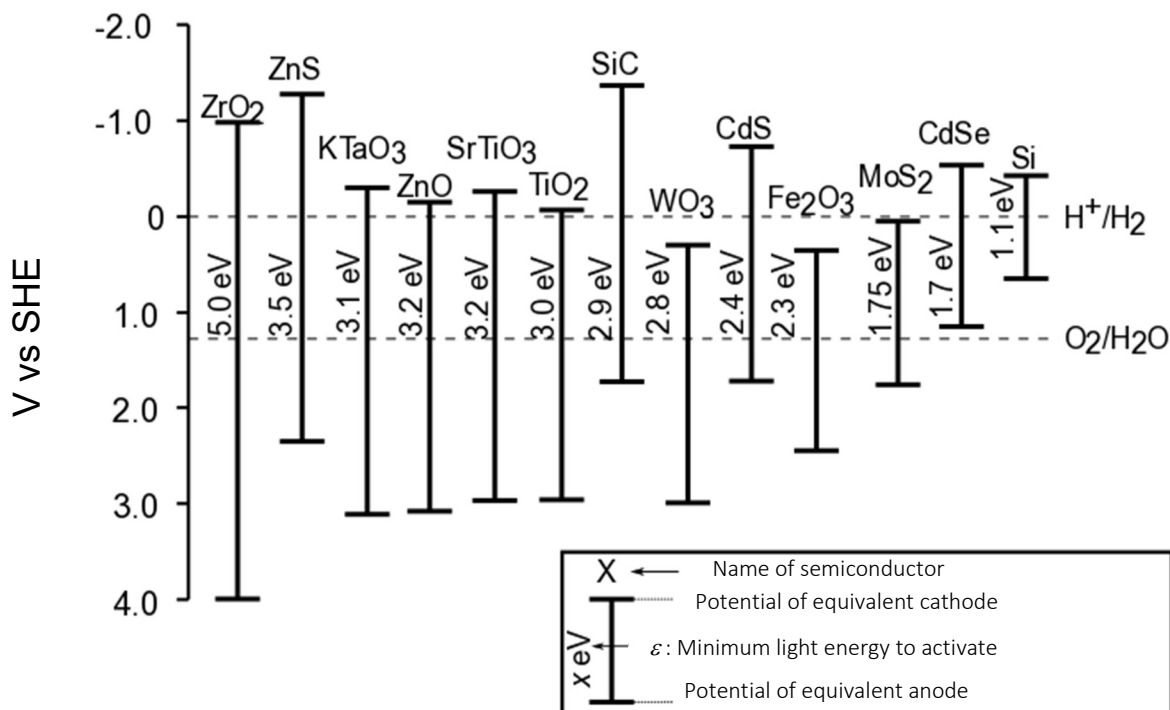 V vs SHE
-2.0
-1.0
0
1.0
2.0
3.0
4.0
ZrO2
5.0 eV
ZnS
3.5 eV
KTaO3
3.1 eV
ZnO
3.2 eV
SrTiO3
3.2 eV
TiO2
3.0 eV
SiC
2.9 eV
WO3
2.8 eV
CdS
2.4 eV
Fe2O3
2.3 eV
MoS2
1.75 eV
CdSe
1.7 eV
Si
1.1 eV
H+/H2
O2/H2O
X
Name of semiconductor
Potential of equivalent cathode
x eV
ε : Minimum light energy to activate
Potential of equivalent anode